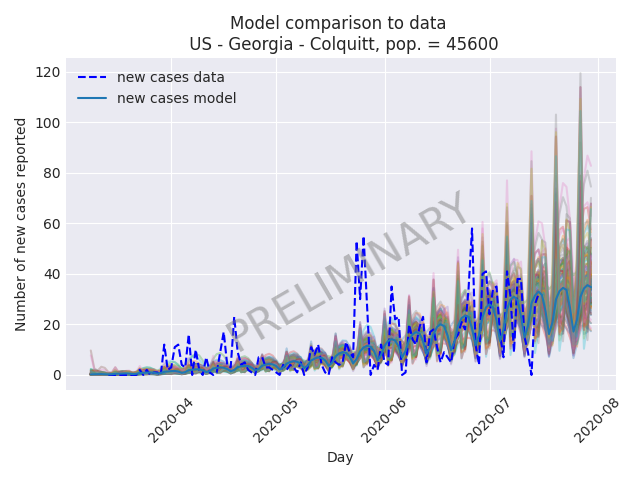 Model comparison to data
US - Georgia - Colquitt, pop. = 45600
Number of new cases reported
120
100
80
60
40
20
0
new cases data
new cases model
PRELIMINARY
2020-04
2020-05
2020-06
2020-07
2020-08
Day